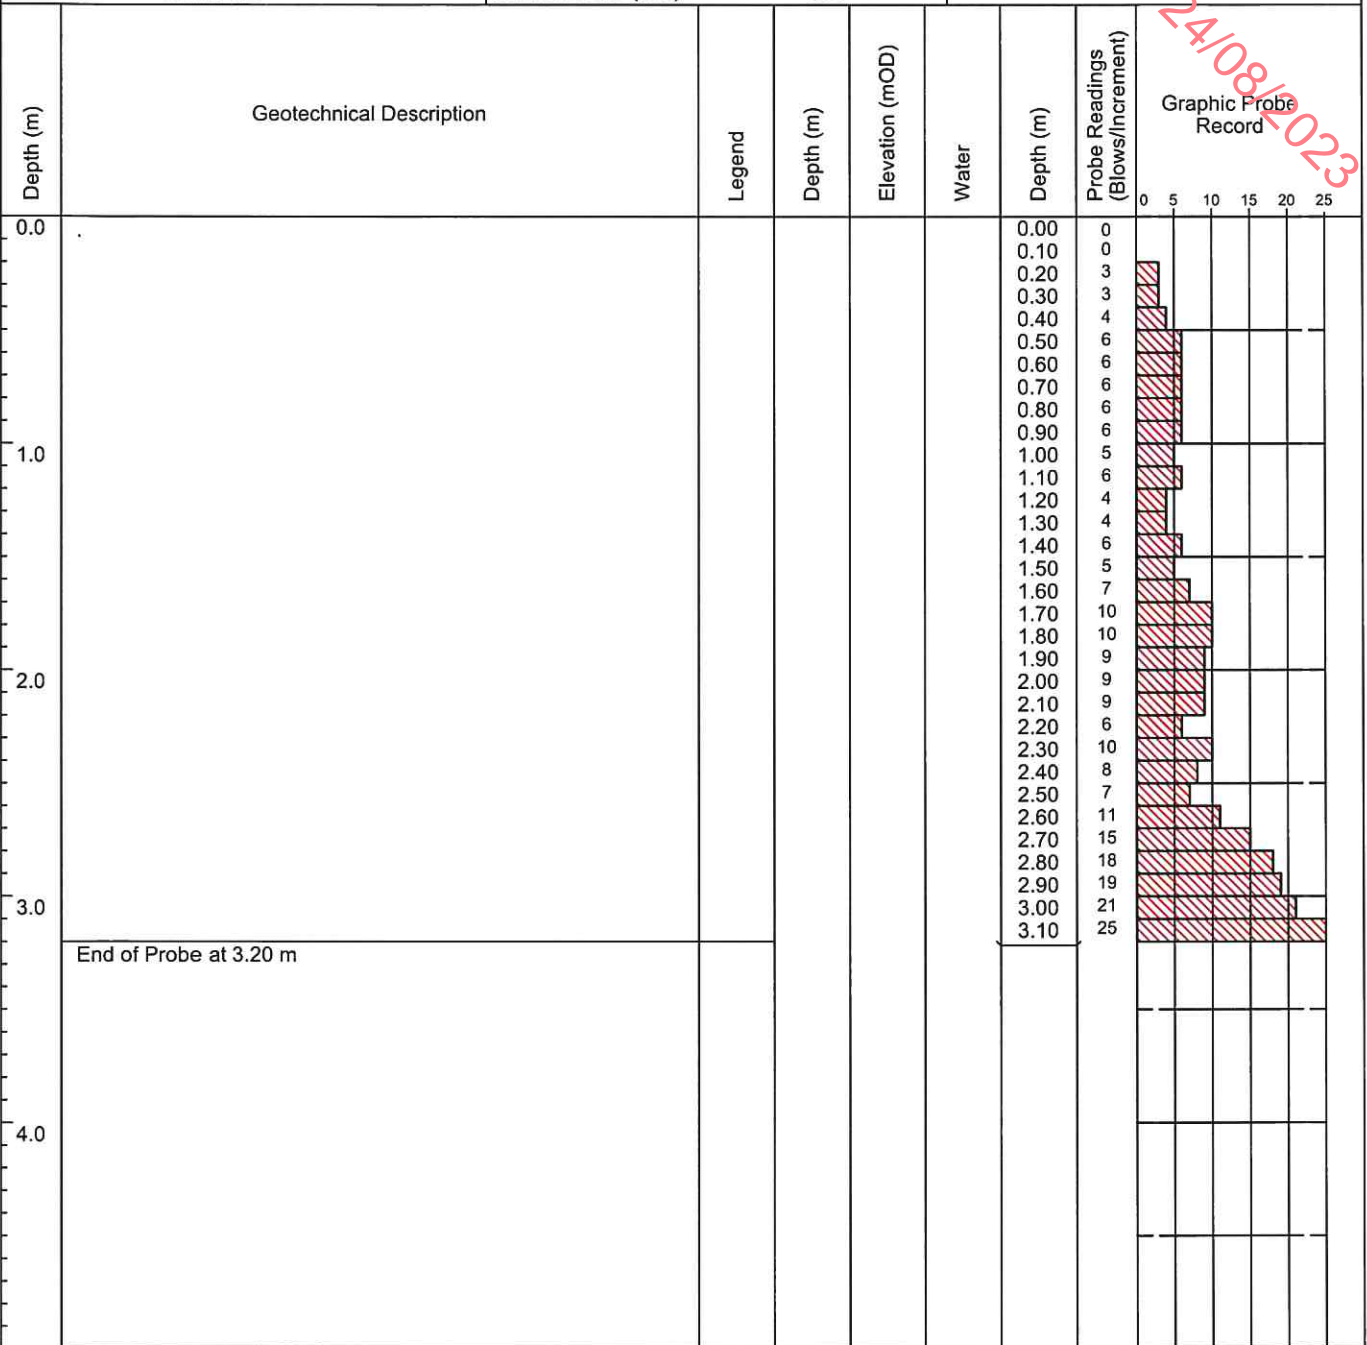 Depth (m)
Geotechnical Description
Legend
Depth (m)
Elevation (mOD)
Water
Depth (m)
Probe Readings
(Blows/Increment)
Graphic Probe
Record
24/08/2023
0 5 10 15 20 25
0.0
0.00 0
0.10 0
0.20 3
0.30 3
0.40 4
0.50 6
0.60 6
0.70 6
0.80 6
0.90 6
1.0
1.00 5
1.10 6
1.20 4
1.30 4
1.40 6
1.50 5
1.60 7
1.70 10
1.80 10
1.90 9
2.0
2.00 9
2.10 9
2.20 6
2.30 10
2.40 8
2.50 7
2.60 11
2.70 15
2.80 18
2.90 19
3.0
3.00 21
3.10 25
End of Probe at 3.20 m
4.0